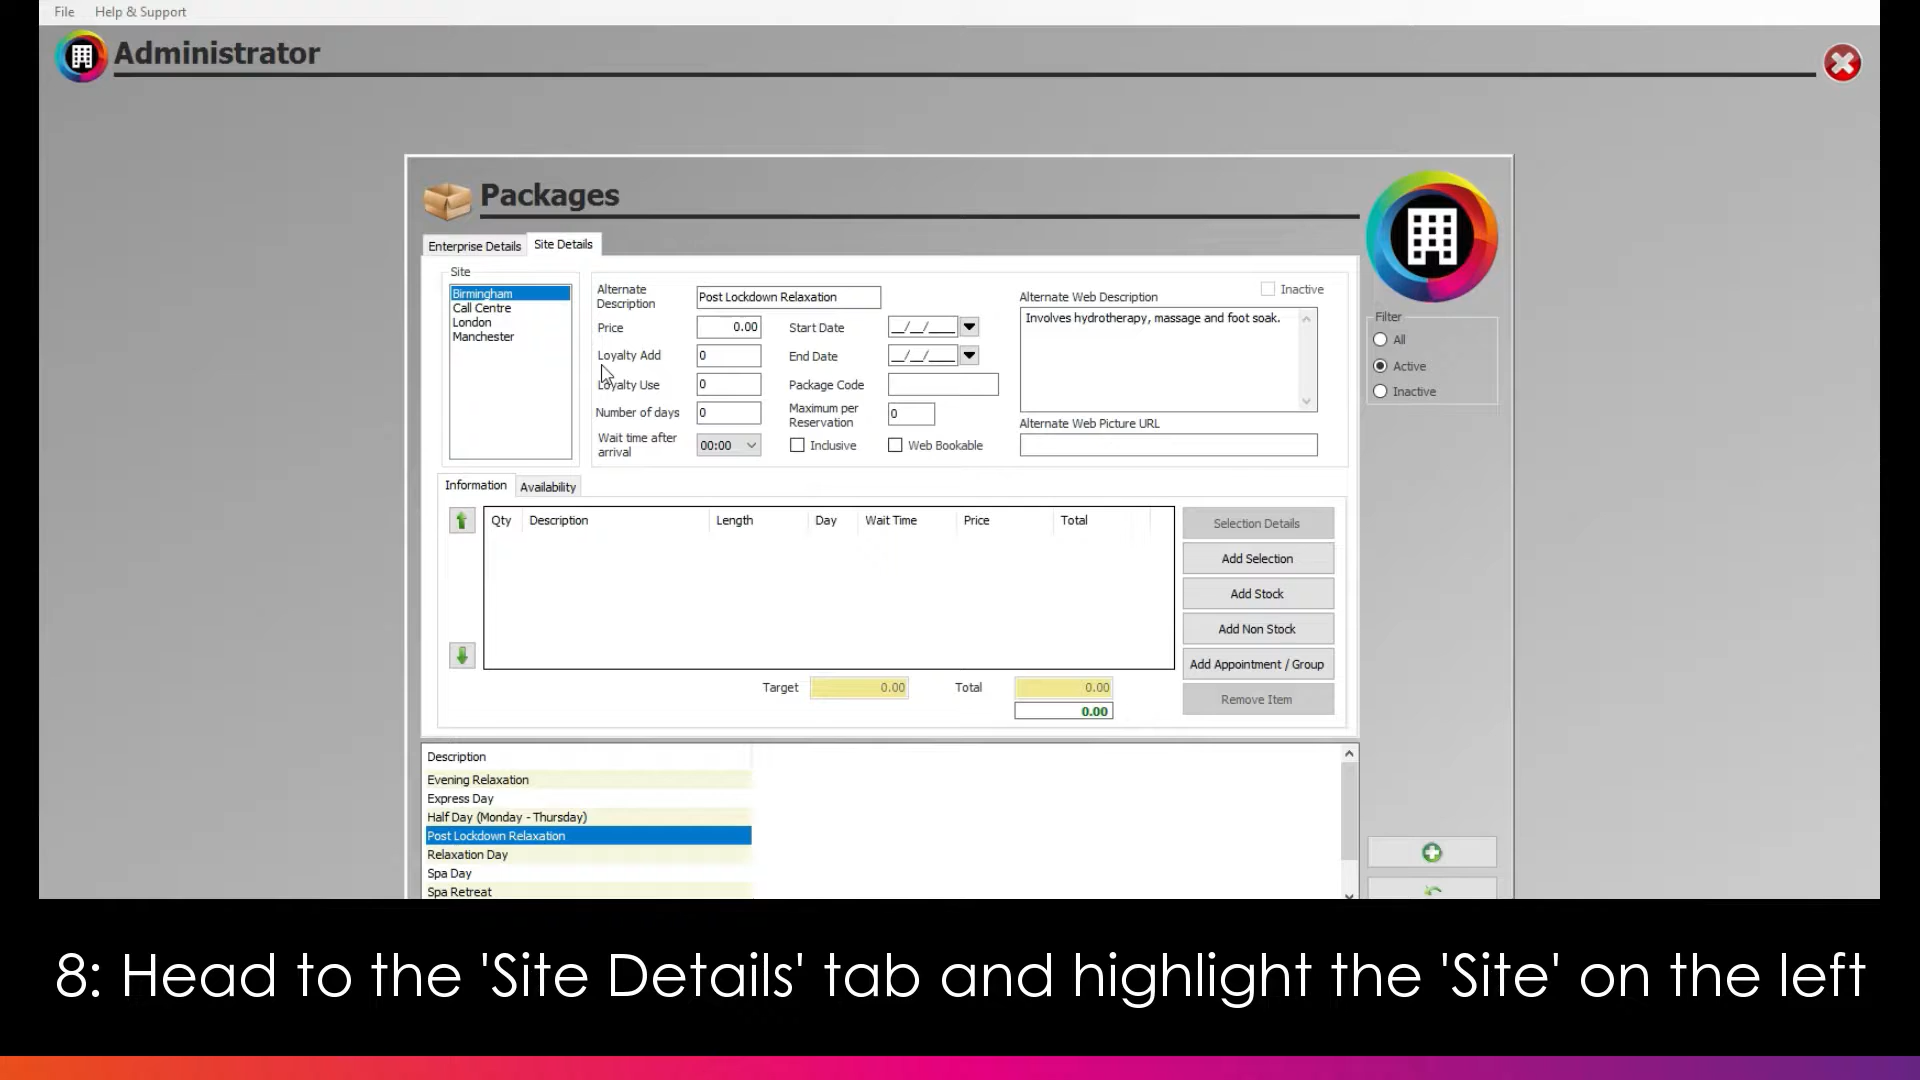 File Help & Support
Administrator
Packages
Enterprise Details Site Details
Site
Birmingham
Call Centre
London
Manchester
Alternate
Description
Post Lockdown Relaxation
Price 0.00
Loyalty Add 0
Loyalty Use 0
Number of days 0
Wait time after
arrival
00:00
Start Date __/__/____
End Date __/__/____
Package Code
Maximum per
Reservation
0
Inclusive Web Bookable
Inactive
Alternate Web Description
Involves hydrotherapy, massage and foot soak.
Alternate Web Picture URL
Filter
All
Active
Inactive
Information Availability
Qty Description Length Day Wait Time Price Total
Selection Details
Add Selection
Add Stock
Add Non Stock
Add Appointment / Group
Remove Item
Target 0.00 Total 0.00
0.00
Description
Evening Relaxation
Express Day
Half Day (Monday - Thursday)
Post Lockdown Relaxation
Relaxation Day
Spa Day
Spa Retreat
8: Head to the 'Site Details' tab and highlight the 'Site' on the left